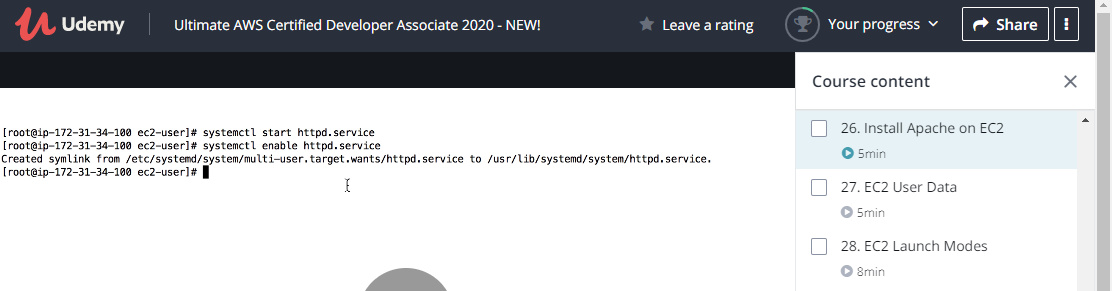 Udemy
Ultimate AWS Certified Developer Associate 2020 - NEW!
Leave a rating
Your progress
Share
[root@ip-172-31-34-100 ec2-user]# systemctl start httpd.service
[root@ip-172-31-34-100 ec2-user]# systemctl enable httpd.service
Created symlink from /etc/systemd/system/multi-user.target.wants/httpd.service to /usr/lib/systemd/system/httpd.service.
[root@ip-172-31-34-100 ec2-user]#
Course content
26. Install Apache on EC2
5min
27. EC2 User Data
5min
28. EC2 Launch Modes
8min